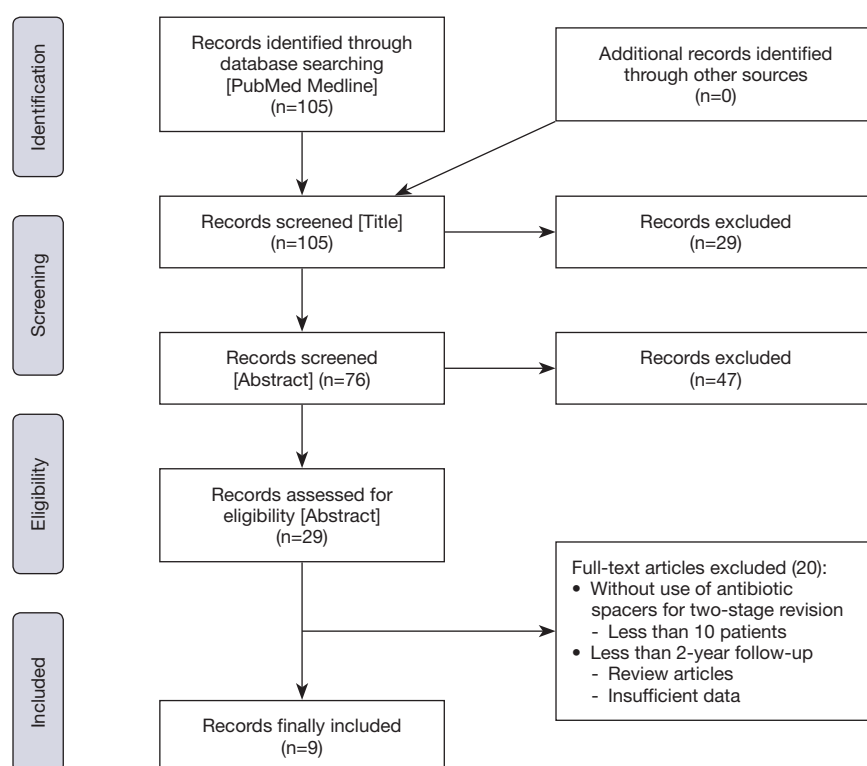 Identification
Records identified through
database searching
[PubMed Medline]
(n=105)
Additional records identified
through other sources
(n=0)
Screening
Records screened [Title]
(n=105)
Records excluded
(n=29)
Records screened
[Abstract] (n=76)
Records excluded
(n=47)
Eligibility
Records assessed for
eligibility [Abstract]
(n=29)
Full-text articles excluded (20):
• Without use of antibiotic
spacers for two-stage revision
- Less than 10 patients
• Less than 2-year follow-up
- Review articles
- Insufficient data
Included
Records finally included
(n=9)